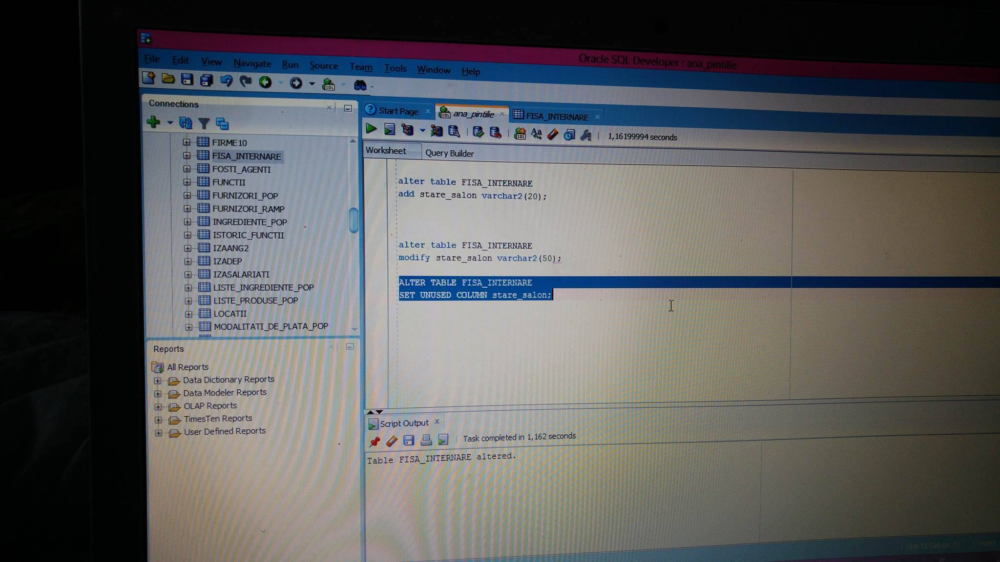 Oracle SQL Developer : ana_pintilie
File Edit View Navigate Run Source Team Tools Window Help
Connections
FIRME10
FISA_INTERNARE
FOSTI_AGENTI
FUNCTII
FURNIZORI_POP
FURNIZORI_RAMP
INGREDIENTE_POP
ISTORIC_FUNCTII
IZAANG2
IZADEP
IZASALARIATI
LISTE_INGREDIENTE_POP
LISTE_PRODUSE_POP
LOCATII
MODALITATI_DE_PLATA_POP
Reports
All Reports
Data Dictionary Reports
Data Modeler Reports
OLAP Reports
TimesTen Reports
User Defined Reports
Start Page ana_pintilie FISA_INTERNARE
1,16199994 seconds
Worksheet Query Builder
alter table FISA_INTERNARE
add stare_salon varchar2(20);
alter table FISA_INTERNARE
modify stare_salon varchar2(50);
ALTER TABLE FISA_INTERNARE
SET UNUSED COLUMN stare_salon;
Script Output
Task completed in 1,162 seconds
Table FISA_INTERNARE altered.